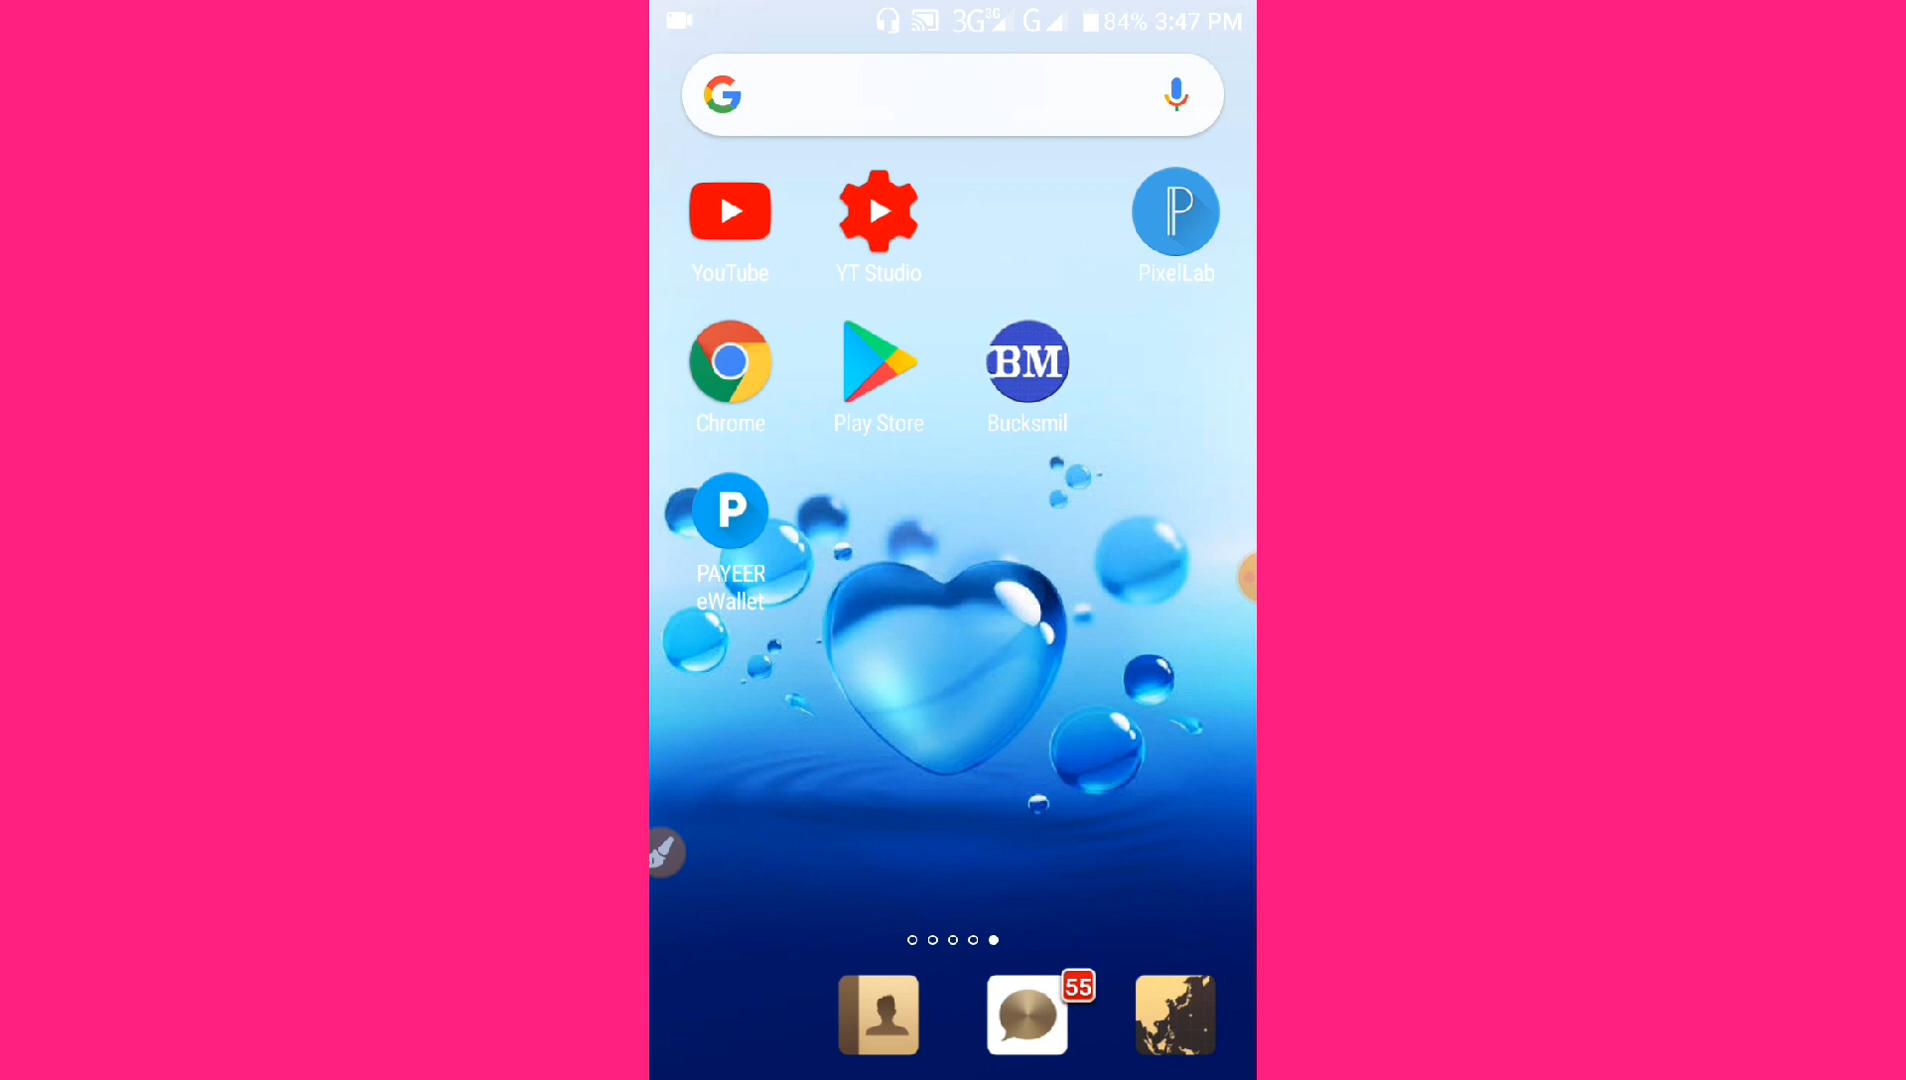 3G 3G G 84% 3:47 PM
G
P
YouTube YT Studio PixelLab
BM
Chrome Play Store Bucksmil
P
PAYEER
eWallet
55